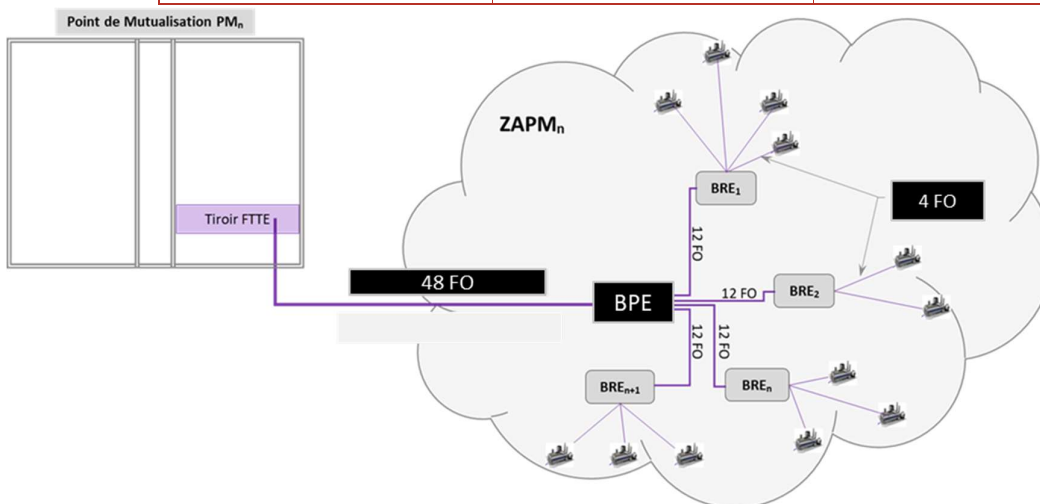 Point de Mutualisation PMn
ZAPMn
Tiroir FTTE
BRE1
4 FO
12 FO
48 FO
BPE
12 FO
BRE2
12 FO
12 FO
BREn+1
BREn